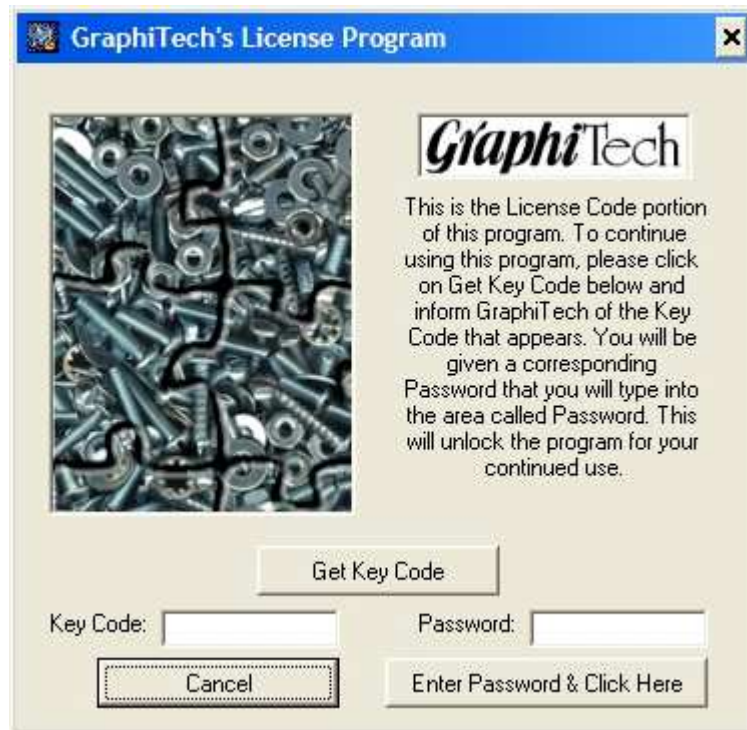 GraphiTech's License Program
GraphiTech
This is the License Code portion
of this program. To continue
using this program, please click
on Get Key Code below and
inform GraphiTech of the Key
Code that appears. You will be
given a corresponding
Password that you will type into
the area called Password. This
will unlock the program for your
continued use.
Get Key Code
Key Code:
Password:
Cancel
Enter Password & Click Here